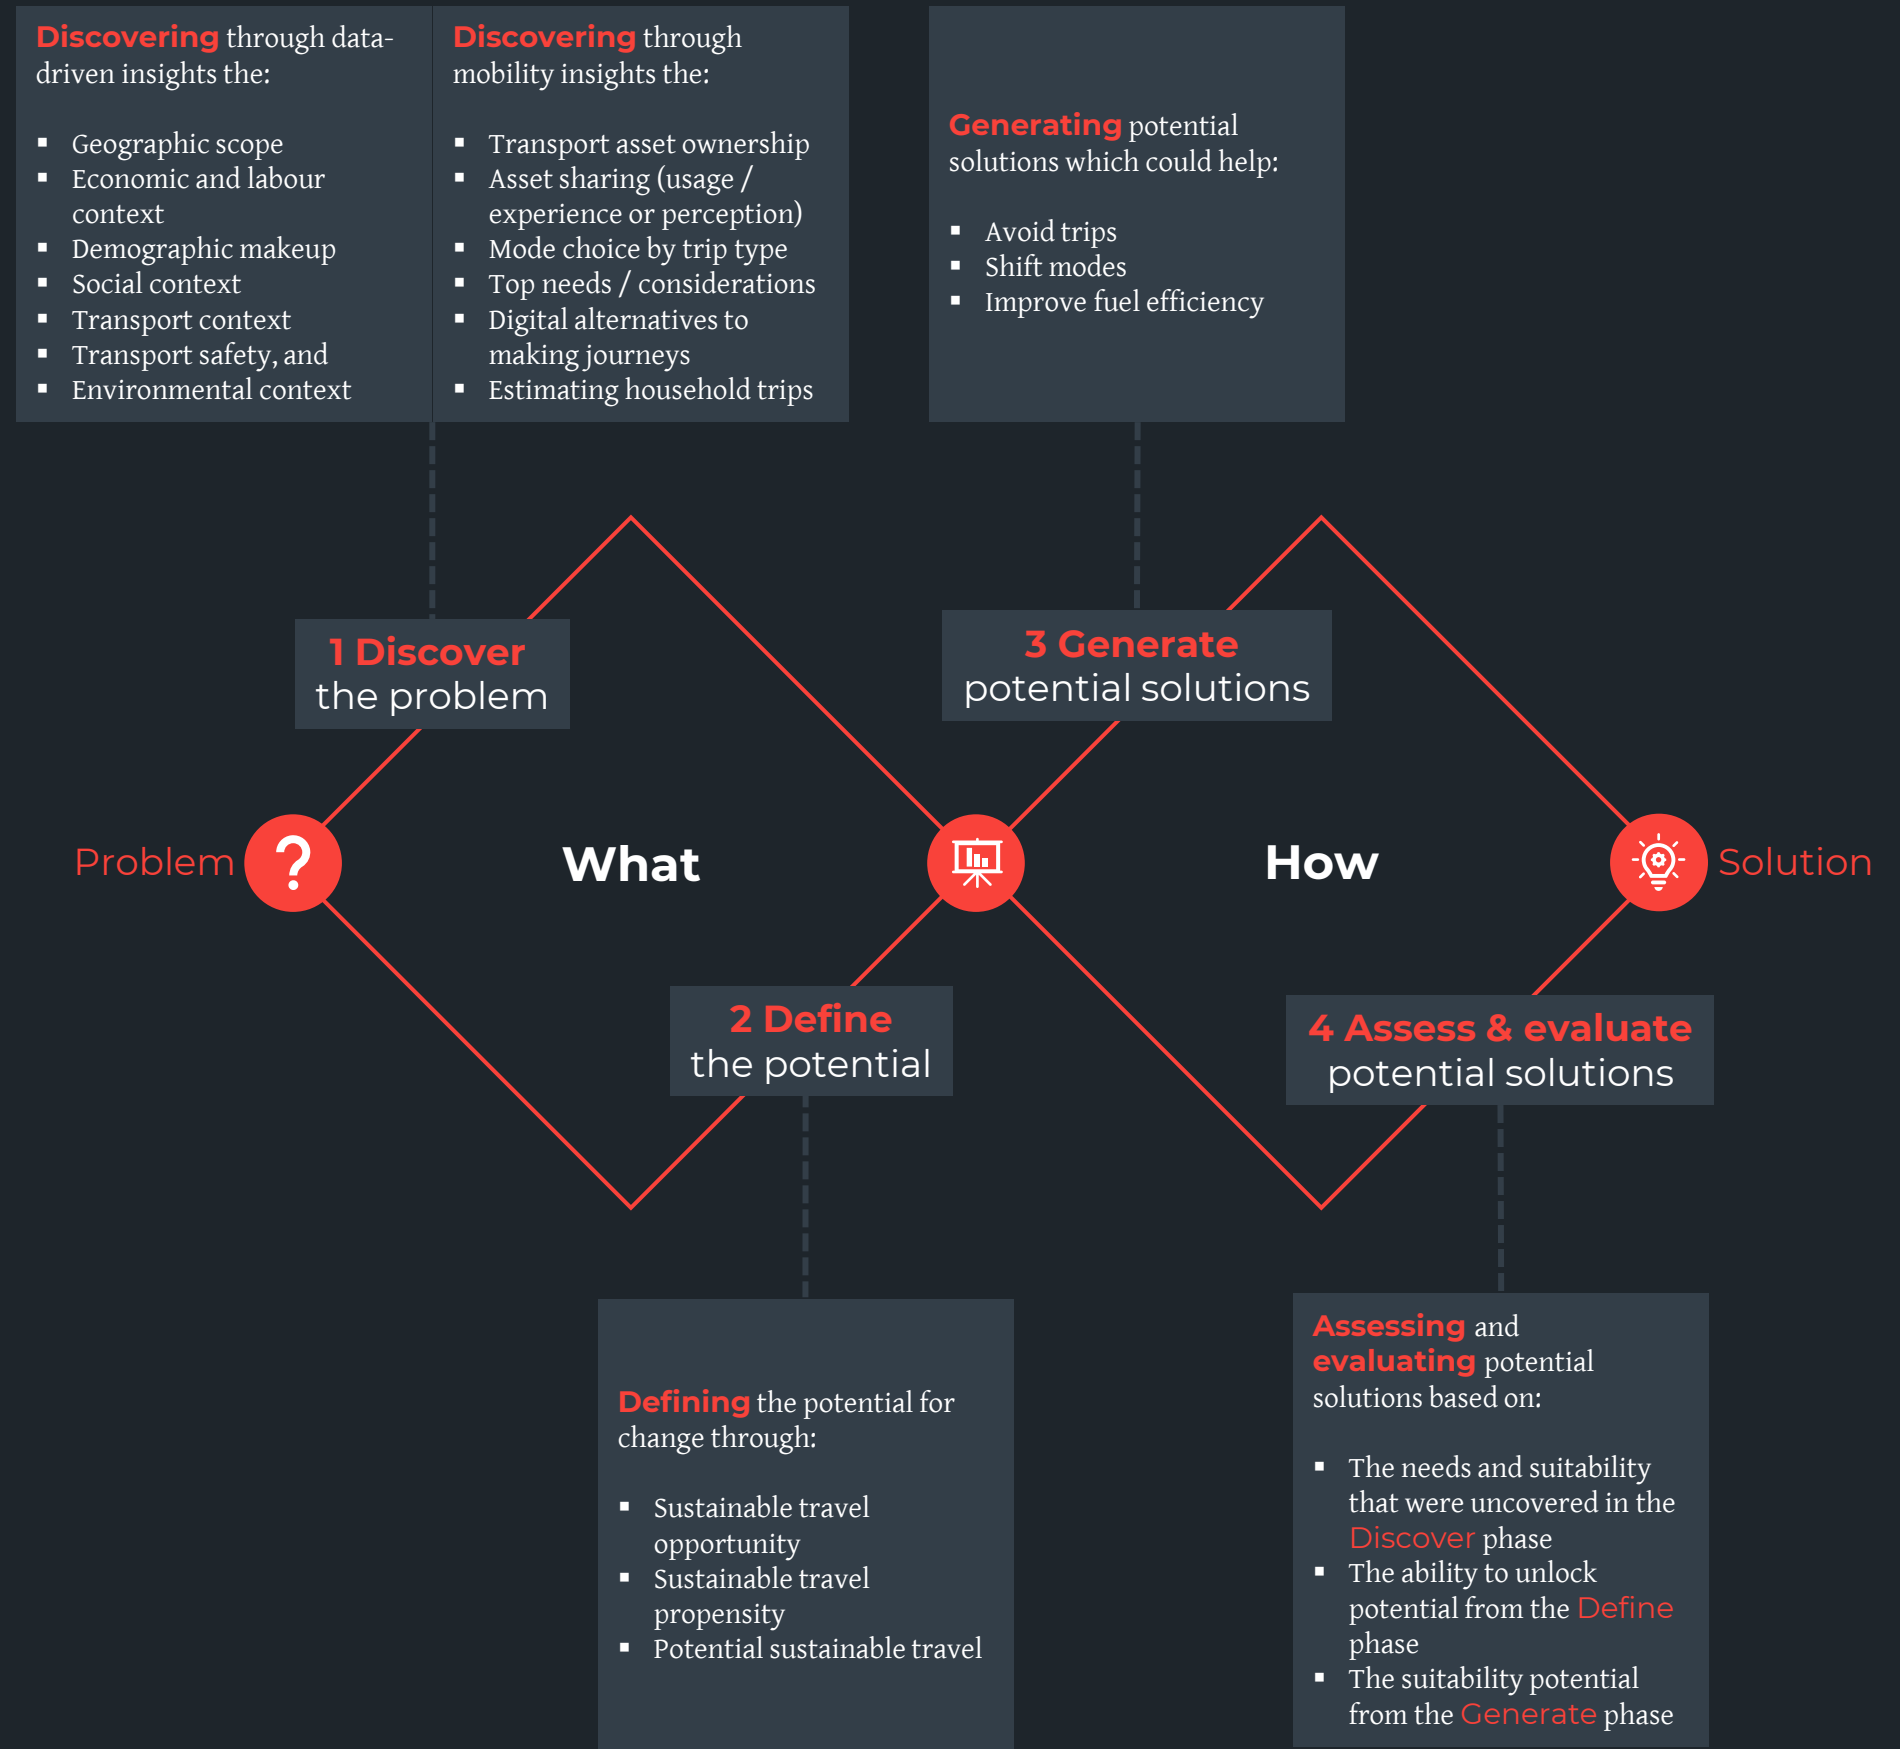 Discovering through data-
driven insights the:
▪ Geographic scope
▪ Economic and labour
context
▪ Demographic makeup
▪ Social context
▪ Transport context
▪ Transport safety, and
▪ Environmental context
Discovering through
mobility insights the:
▪ Transport asset ownership
▪ Asset sharing (usage /
experience or perception)
▪ Mode choice by trip type
▪ Top needs / considerations
▪ Digital alternatives to
making journeys
▪ Estimating household trips
Generating potential
solutions which could help:
▪ Avoid trips
▪ Shift modes
▪ Improve fuel efficiency
1 Discover
the problem
3 Generate
potential solutions
Problem
?
What
How
Solution
2 Define
the potential
4 Assess & evaluate
potential solutions
Defining the potential for
change through:
▪ Sustainable travel
opportunity
▪ Sustainable travel
propensity
▪ Potential sustainable travel
Assessing and
evaluating potential
solutions based on:
▪ The needs and suitability
that were uncovered in the
Discover phase
▪ The ability to unlock
potential from the Define
phase
▪ The suitability potential
from the Generate phase